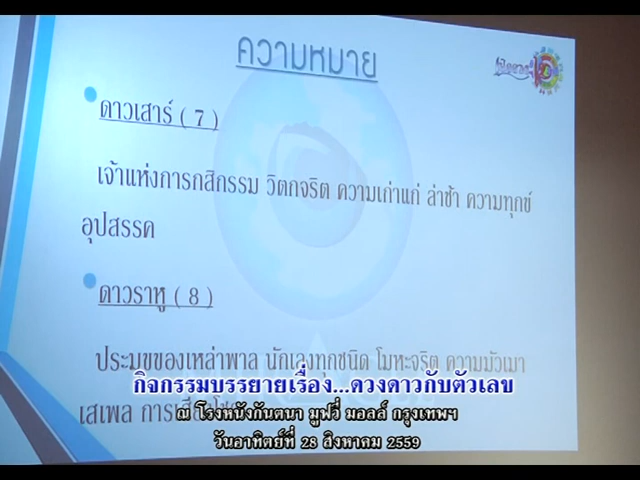 ความหมาย
ดาวเสาร์ ( 7 )
เจ้าแห่งการกสิกรรม วิตกจริต ความเก่าแก่ ล่าช้า ความทุกข์
อุปสรรค
ดาวราหู ( 8 )
ประมุขของเหล่าพาล นักเลงทุกชนิด โมหะจริต ความมัวเมา
เสเพล
กิจกรรมบรรยายเรื่อง...ดวงดาวกับตัวเลข
ณ โรงหนังกันตนา มูฟวี่ มอลล์ กรุงเทพฯ
วันอาทิตย์ที่ 28 สิงหาคม 2559